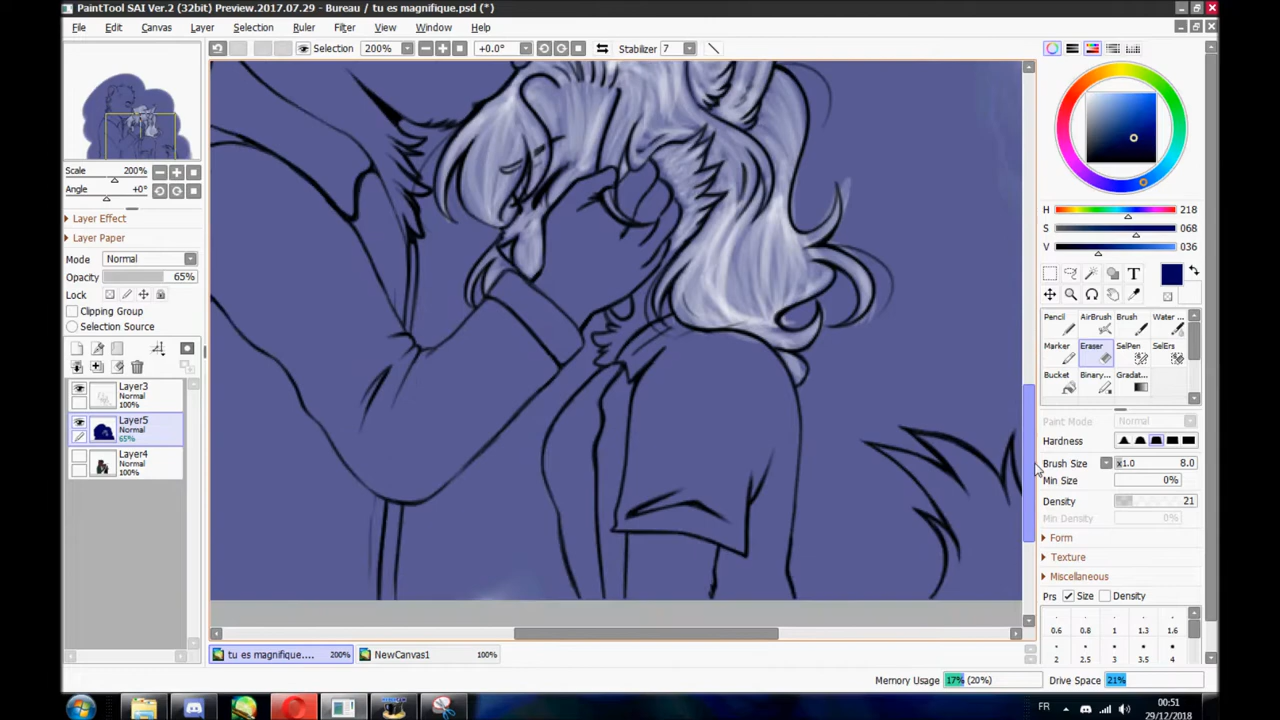 PaintTool SAI Ver.2 (32bit) Preview.2017.07.29 - Bureau / tu es magnifique.psd (*)
File Edit Canvas Layer Selection Ruler Filter View Window Help
Selection 200% +0.0° Stabilizer 7
Scale 200%
Angle +0°
Layer Effect
Layer Paper
Mode Normal
Opacity 65%
Lock
Clipping Group
Selection Source
Layer3
Normal
100%
Layer5
Normal
65%
Layer4
Normal
100%
H 218
S 068
V 036
T
Pencil AirBrush Brush Water ...
Marker Eraser SelPen SelErs
Bucket Binary... Gradat...
Paint Mode Normal
Hardness
Brush Size x1.0 8.0
Min Size 0%
Density 21
Min Density 0%
Form
Texture
Miscellaneous
Prs Size Density
0.6 0.8 1 1.3 1.6
2 2.5 3 3.5 4
tu es magnifique.... 200% NewCanvas1 100%
Memory Usage 17% (20%) Drive Space 21%
FR 00:51
29/12/2018